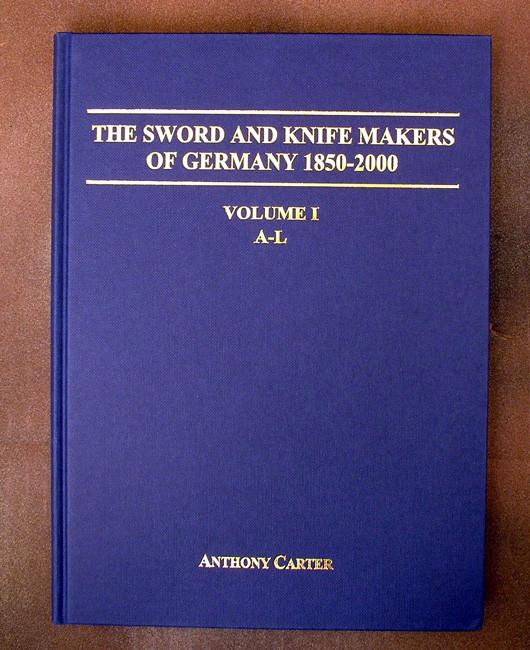 THE SWORD AND KNIFE MAKERS
OF GERMANY 1850-2000
VOLUME I
A-L
ANTHONY CARTER